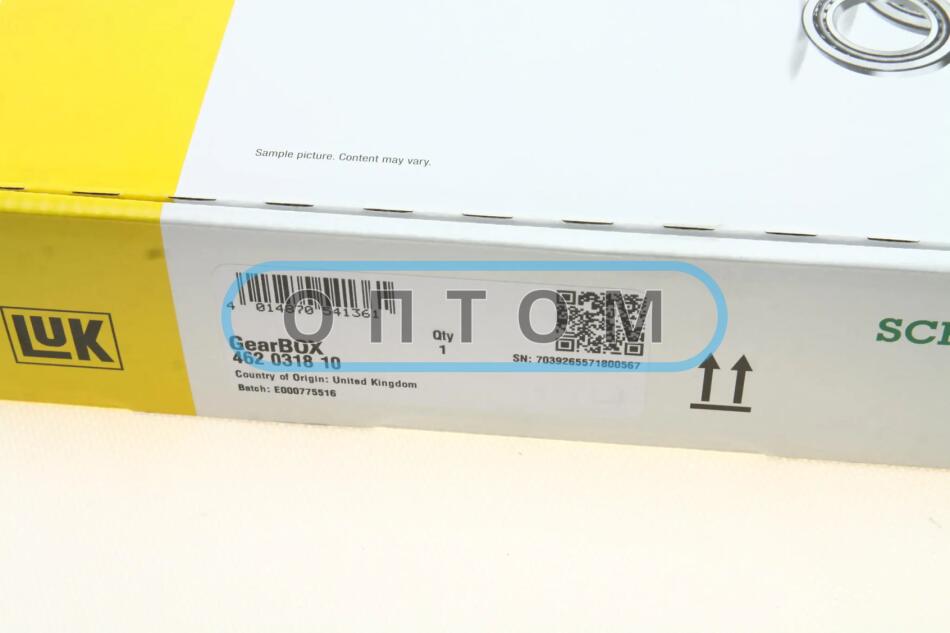 Sample picture. Content may vary.
LUK
4 014870 541361
ОПТОМ
GearBOX
462 0318 10
Qty
1
SN: 7039265571800567
Country of Origin: United Kingdom
Batch: E000775516